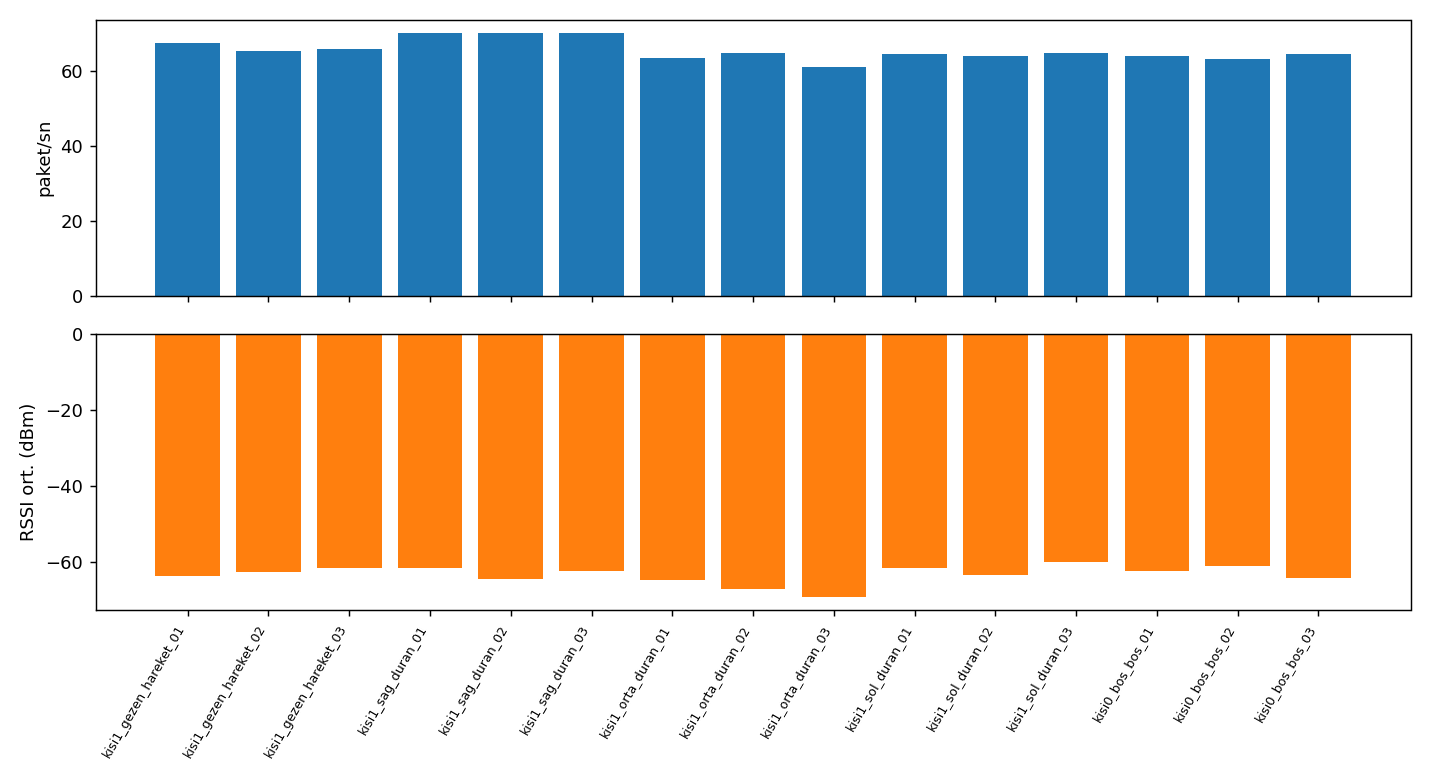 paket/sn
60
40
20
0
RSSI ort. (dBm)
0
−20
−40
−60
kisi1_gezen_hareket_01
kisi1_gezen_hareket_02
kisi1_gezen_hareket_03
kisi1_sag_duran_01
kisi1_sag_duran_02
kisi1_sag_duran_03
kisi1_orta_duran_01
kisi1_orta_duran_02
kisi1_orta_duran_03
kisi1_sol_duran_01
kisi1_sol_duran_02
kisi1_sol_duran_03
kisi0_bos_bos_01
kisi0_bos_bos_02
kisi0_bos_bos_03